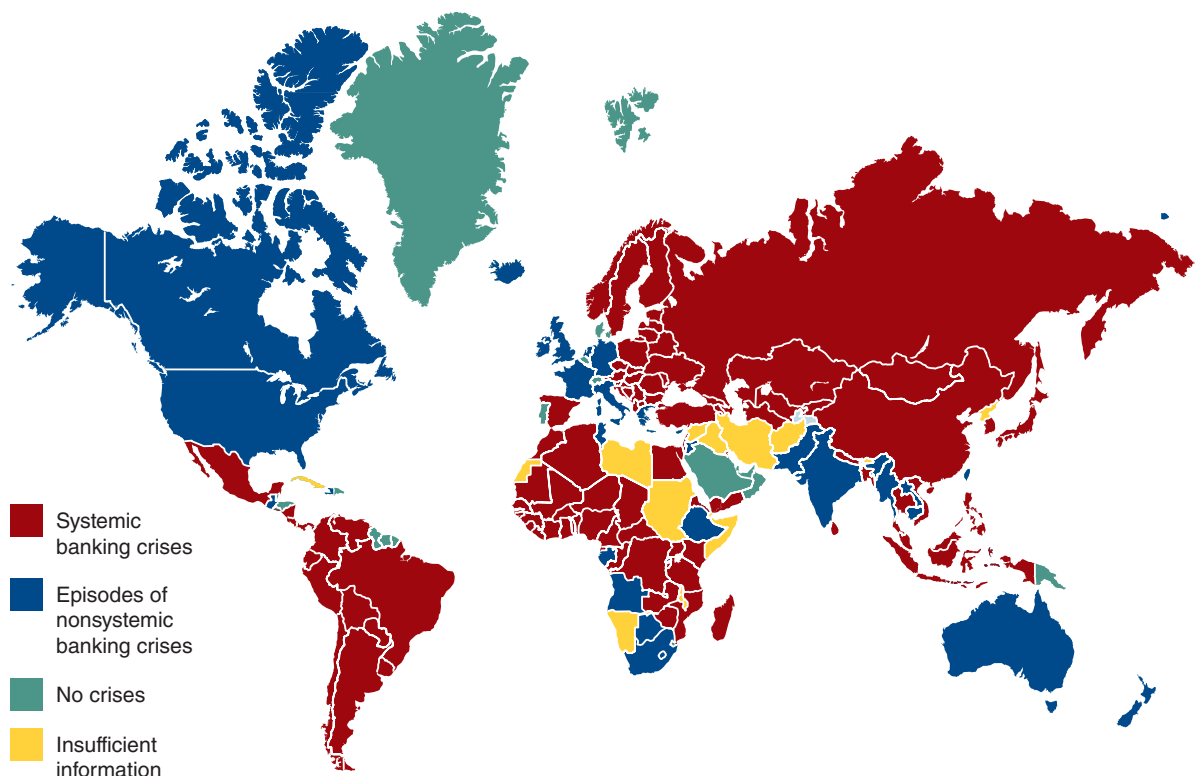 Systemic
banking crises
Episodes of
nonsystemic
banking crises
No crises
Insufficient
information